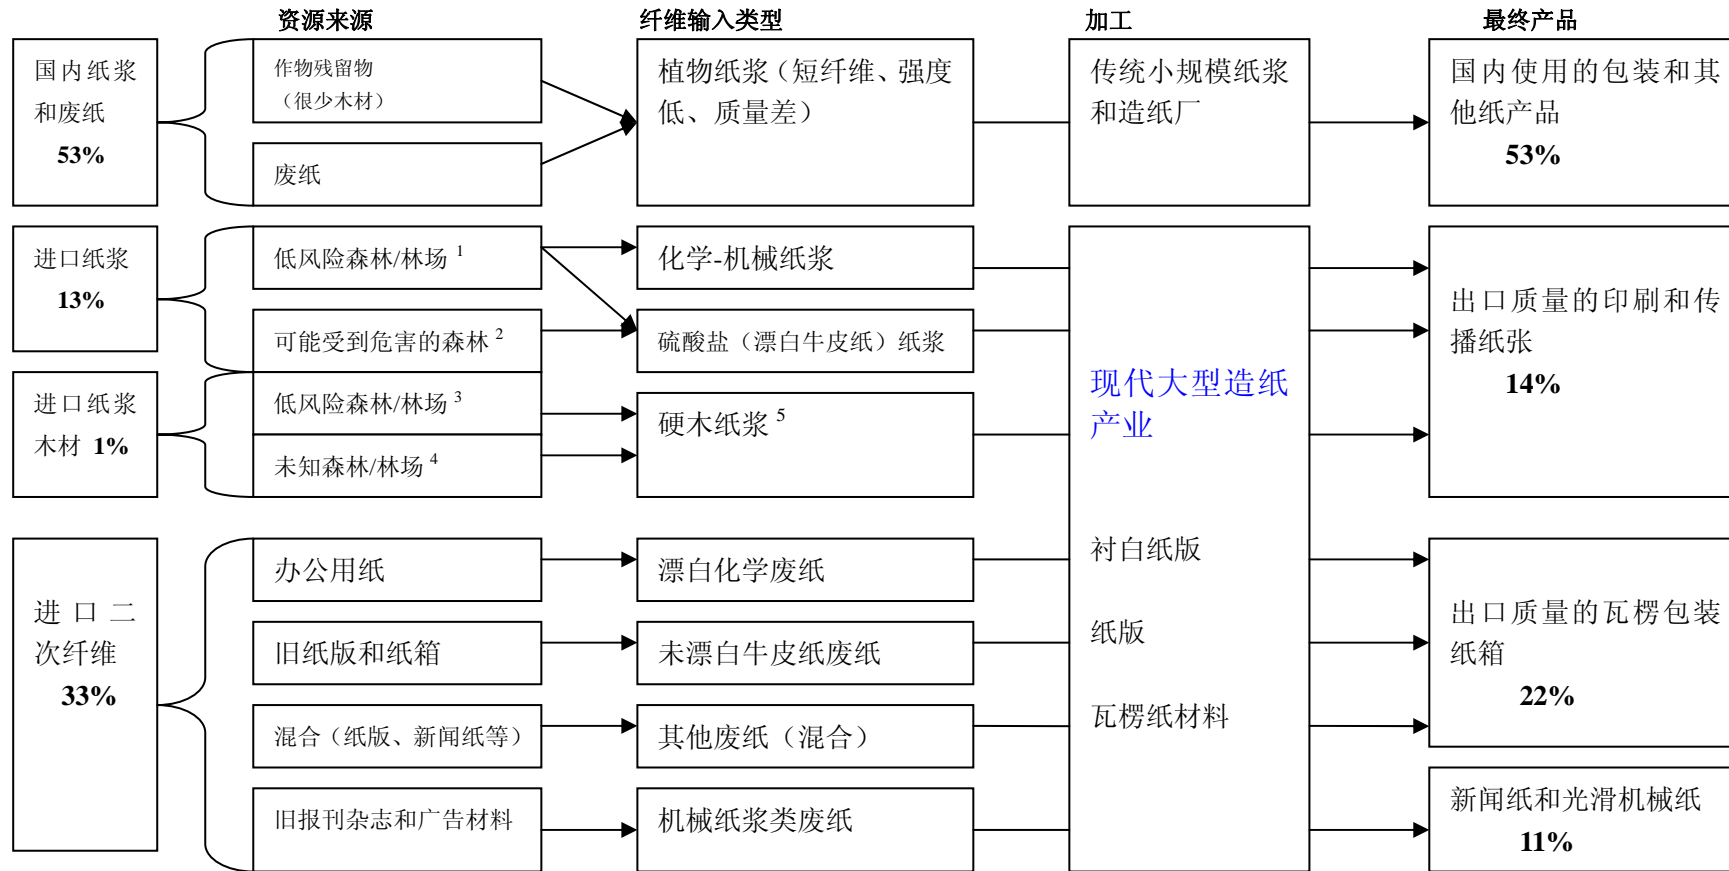 资源来源
纤维输入类型
加工
最终产品
国内纸浆
和废纸
53%
作物残留物
（很少木材）
废纸
植物纸浆（短纤维、强度
低、质量差）
传统小规模纸浆
和造纸厂
国内使用的包装和其
他纸产品
53%
进口纸浆
13%
低风险森林/林场 1
可能受到危害的森林 2
化学-机械纸浆
硫酸盐（漂白牛皮纸）纸浆
进口纸浆
木材 1%
低风险森林/林场 3
未知森林/林场 4
硬木纸浆 5
现代大型造纸
产业
出口质量的印刷和传
播纸张
14%
进口二
次纤维
33%
办公用纸
旧纸版和纸箱
混合（纸版、新闻纸等）
旧报刊杂志和广告材料
漂白化学废纸
未漂白牛皮纸废纸
其他废纸（混合）
机械纸浆类废纸
衬白纸版
纸版
瓦楞纸材料
出口质量的瓦楞包装
纸箱
22%
新闻纸和光滑机械纸
11%